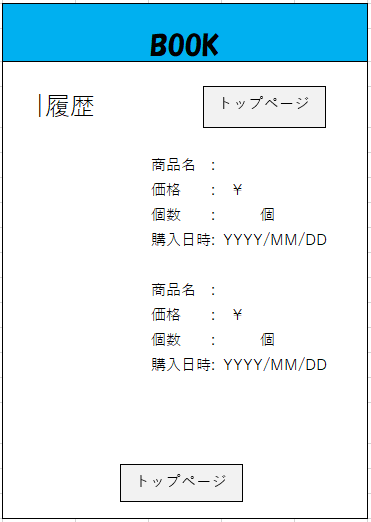 BOOK
|履歴
トップページ
商品名 :
価格 : ¥
個数 : 個
購入日時: YYYY/MM/DD
商品名 :
価格 : ¥
個数 : 個
購入日時: YYYY/MM/DD
トップページ